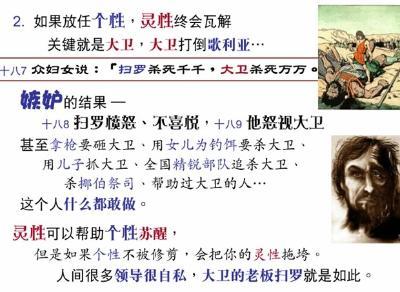 2. 如果放任个性，灵性终会瓦解
关键就是大卫，大卫打倒歌利亚…
十八7 众妇女说：「扫罗杀死千千，大卫杀死万万。
嫉妒的结果 —
十八8 扫罗愤怒、不喜悦，十八9 他怒视大卫
甚至拿枪要砸大卫、用女儿为钓饵要杀大卫、
用儿子抓大卫、全国精锐部队追杀大卫、
杀挪伯祭司、帮助过大卫的人…
这个人什么都敢做。
灵性可以帮助个性苏醒，
但是如果个性不被修剪，会把你的灵性拖垮。
人间很多领导很自私，大卫的老板扫罗就是如此。